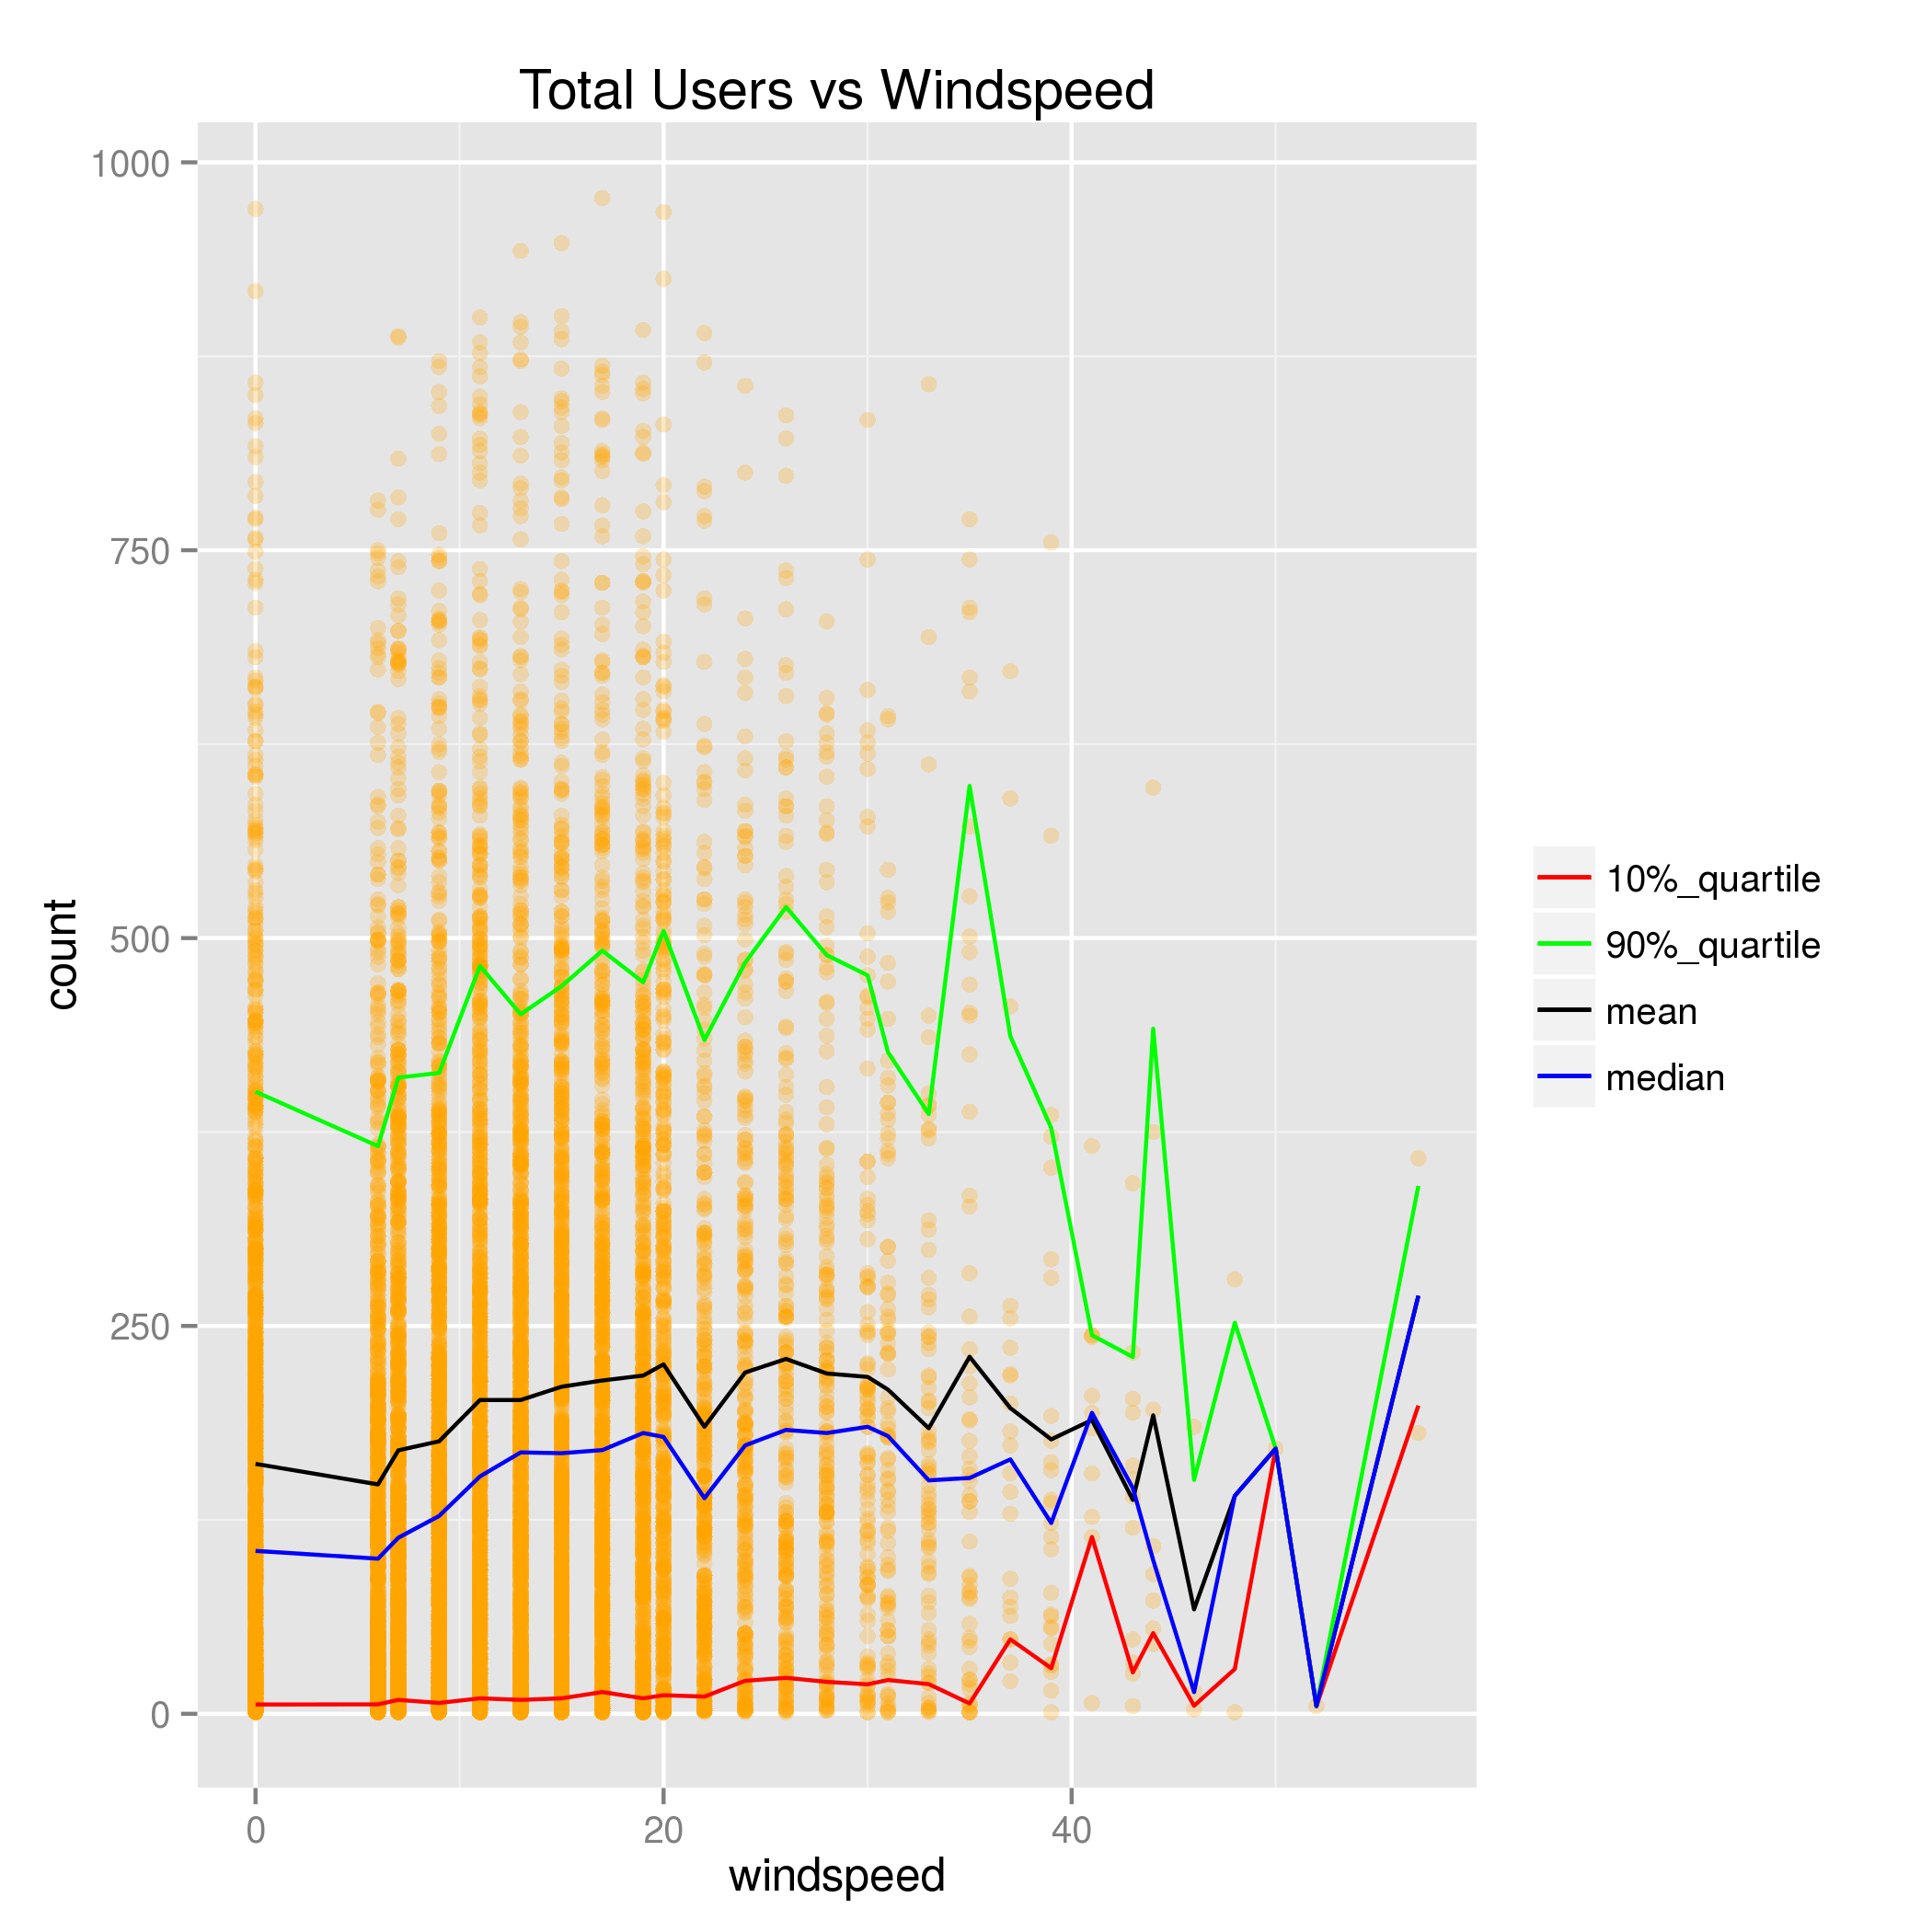 Total Users vs Windspeed
1000
750
500
250
0
count
0 20 40
windspeed
10%_quartile
90%_quartile
mean
median